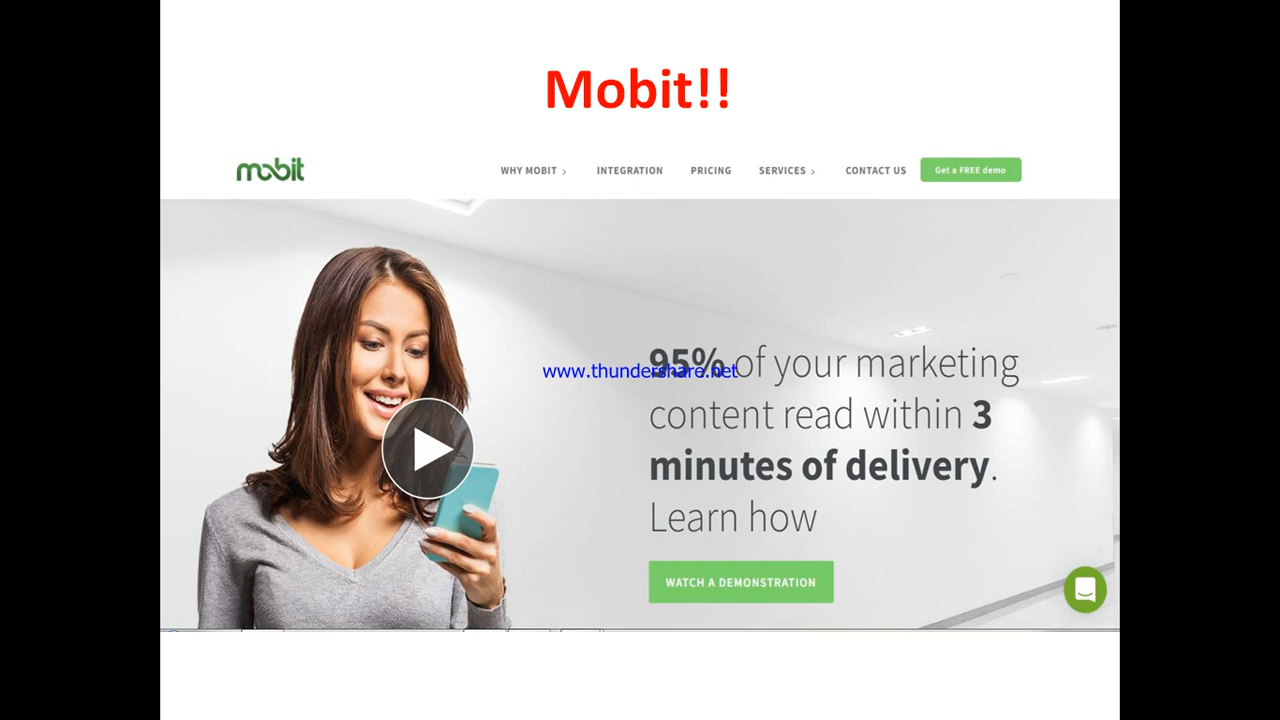 Mobit!!
mobit
WHY MOBIT INTEGRATION PRICING SERVICES CONTACT US Get a FREE demo
95% of your marketing
www.thundershare.net
content read within 3
minutes of delivery.
Learn how
WATCH A DEMONSTRATION